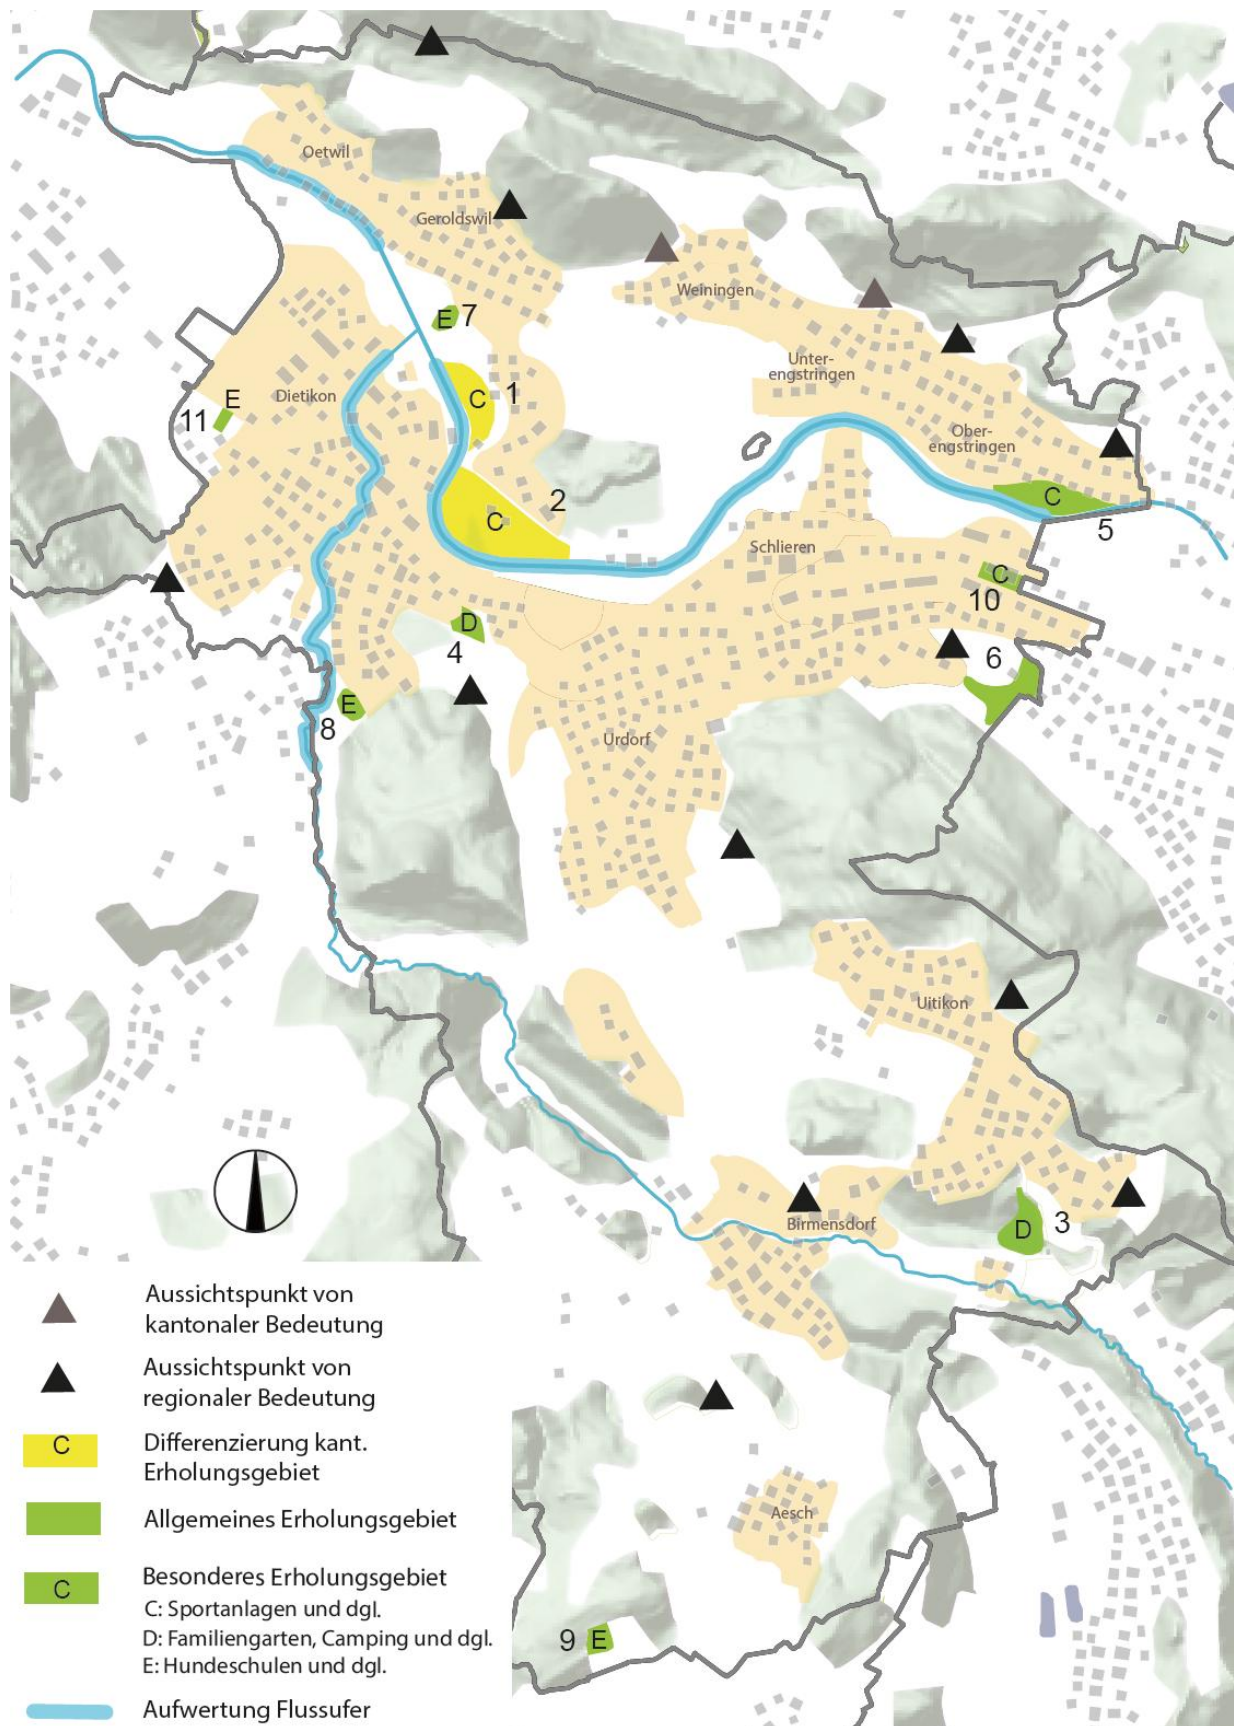 Oetwil
Geroldswil
Weiningen
E 7
Unter-
engstringen
Dietikon
E
11
C 1
Ober-
engstringen
C
5
2
C
Schlieren
C
10
D
4
6
E
8
Urdorf
Uitikon
Birmensdorf
D 3
Aesch
9 E
Aussichtspunkt von
kantonaler Bedeutung
Aussichtspunkt von
regionaler Bedeutung
C
Differenzierung kant.
Erholungsgebiet
Allgemeines Erholungsgebiet
C
Besonderes Erholungsgebiet
C: Sportanlagen und dgl.
D: Familiengarten, Camping und dgl.
E: Hundeschulen und dgl.
Aufwertung Flussufer